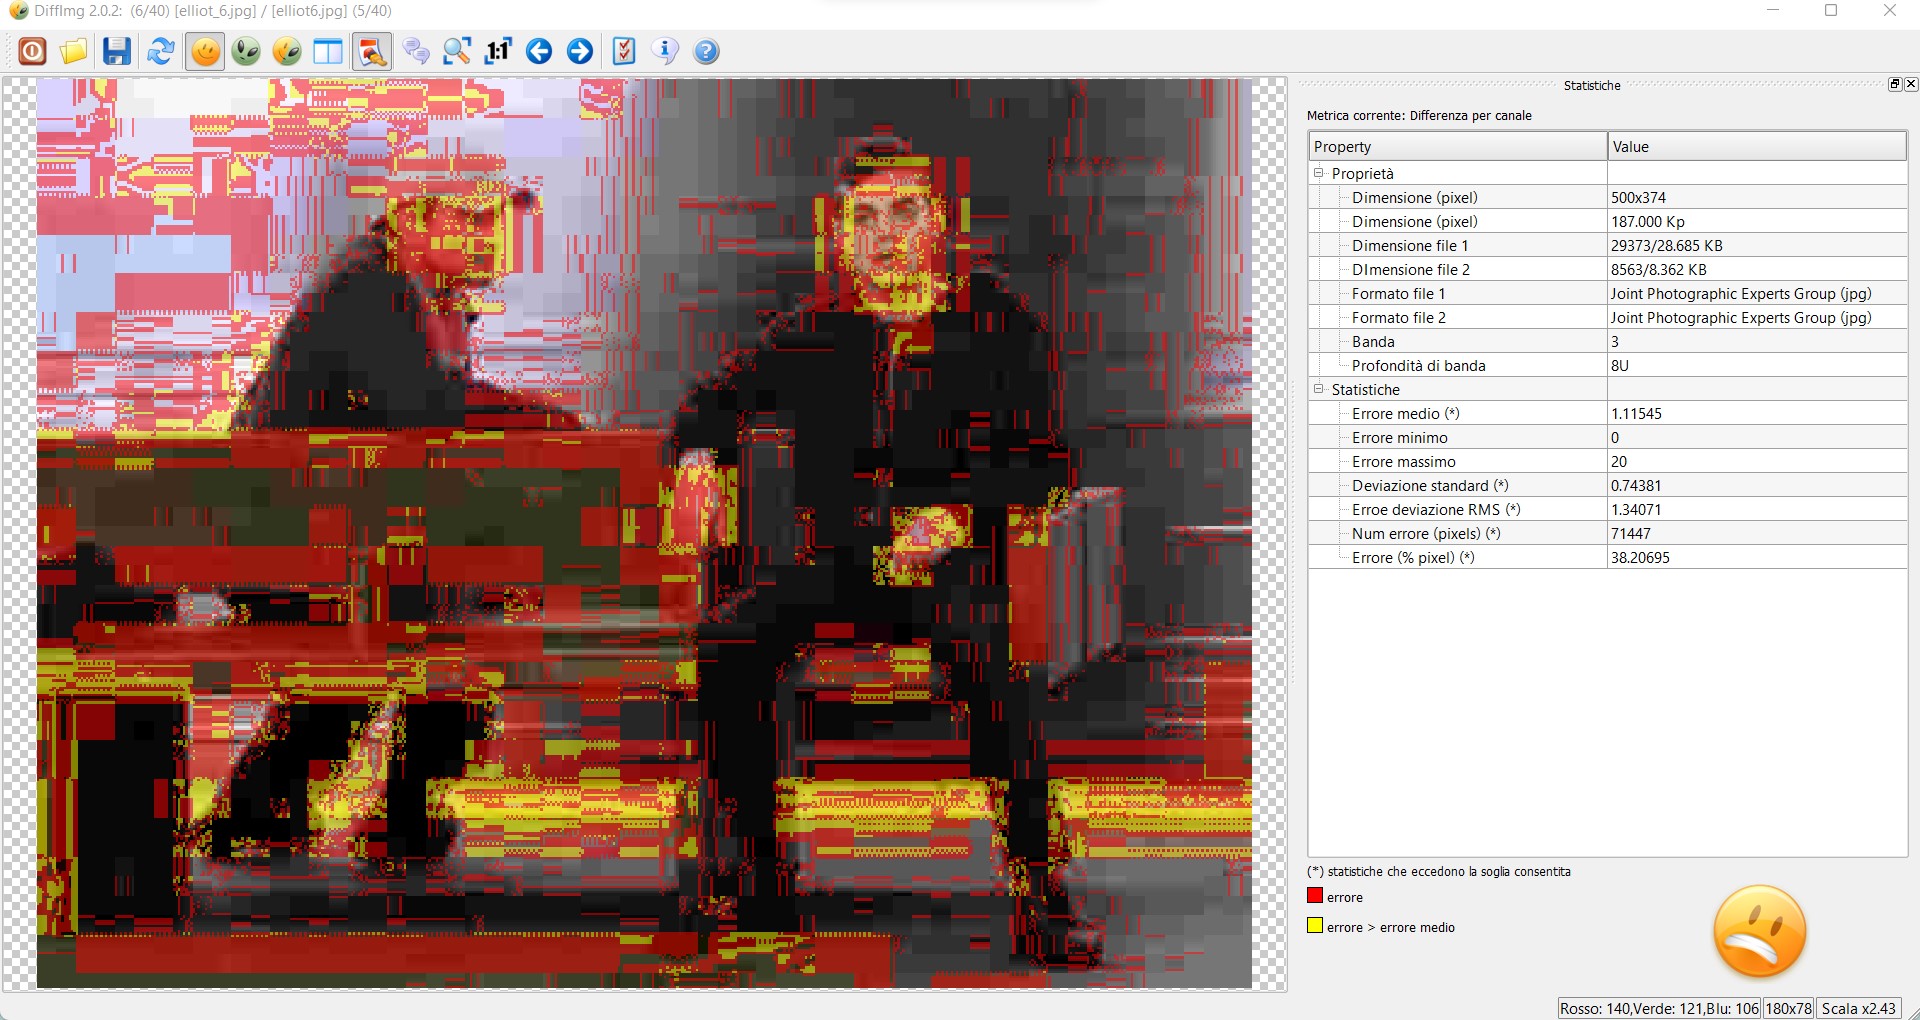 DiffImg 2.0.2: (6/40) [elliot_6.jpg] / [elliot6.jpg] (5/40)
1:1
Statistiche
Metrica corrente: Differenza per canale
Property Value
Proprietà
Dimensione (pixel) 500x374
Dimensione (pixel) 187.000 Kp
Dimensione file 1 29373/28.685 KB
DImensione file 2 8563/8.362 KB
Formato file 1 Joint Photographic Experts Group (jpg)
Formato file 2 Joint Photographic Experts Group (jpg)
Banda 3
Profondità di banda 8U
Statistiche
Errore medio (*) 1.11545
Errore minimo 0
Errore massimo 20
Deviazione standard (*) 0.74381
Erroe deviazione RMS (*) 1.34071
Num errore (pixels) (*) 71447
Errore (% pixel) (*) 38.20695
(*) statistiche che eccedono la soglia consentita
errore
errore > errore medio
Rosso: 140,Verde: 121,Blu: 106 180x78 Scala x2.43